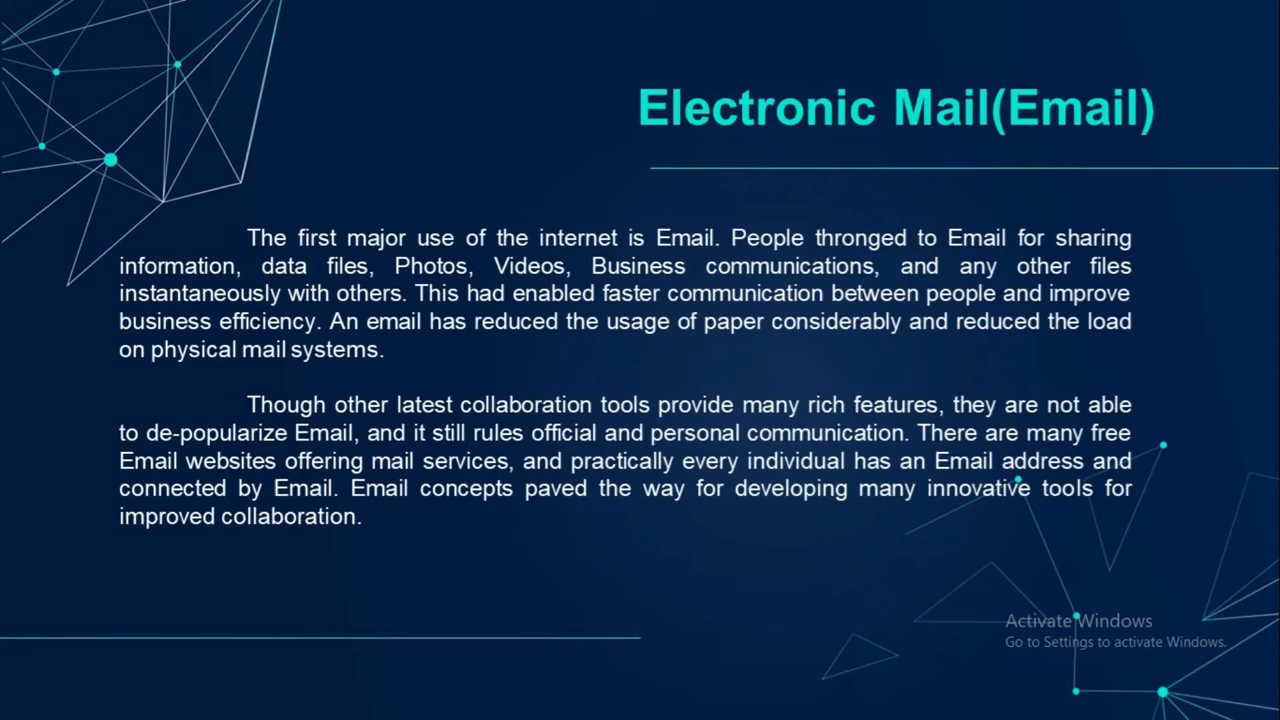 Electronic Mail(Email)
The first major use of the internet is Email. People thronged to Email for sharing
information, data files, Photos, Videos, Business communications, and any other files
instantaneously with others. This had enabled faster communication between people and improve
business efficiency. An email has reduced the usage of paper considerably and reduced the load
on physical mail systems.
Though other latest collaboration tools provide many rich features, they are not able
to de-popularize Email, and it still rules official and personal communication. There are many free
Email websites offering mail services, and practically every individual has an Email address and
connected by Email. Email concepts paved the way for developing many innovative tools for
improved collaboration.
Activate Windows
Go to Settings to activate Windows.